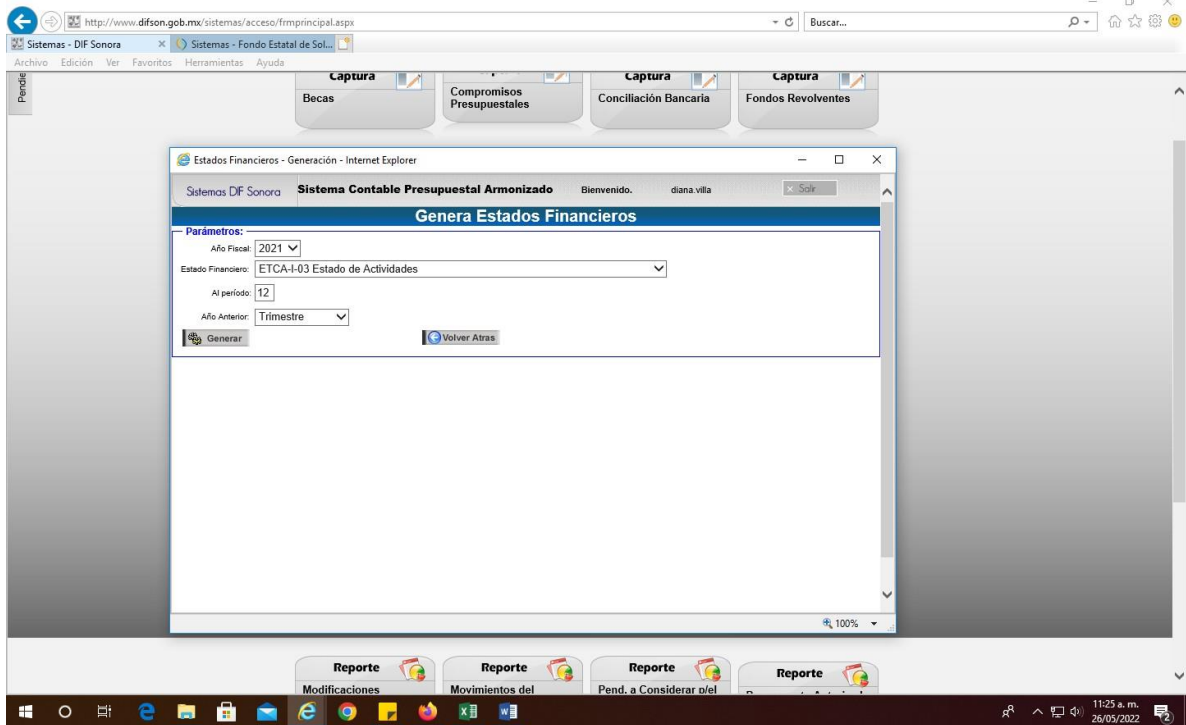 http://www.difson.gob.mx/sistemas/acceso/frmprincipal.aspx
Buscar...
Sistemas - DIF Sonora
Sistemas - Fondo Estatal de Sol...
Archivo Edición Ver Favoritos Herramientas Ayuda
Captura
Captura
Captura
Becas
Compromisos
Presupuestales
Conciliación Bancaria
Fondos Revolventes
Estados Financieros - Generación - Internet Explorer
Sistemas DIF Sonora
Sistema Contable Presupuestal Armonizado
Bienvenido.
diana.villa
Salir
Genera Estados Financieros
Parámetros:
Año Fiscal: 2021
Estado Financiero: ETCA-I-03 Estado de Actividades
Al período: 12
Año Anterior: Trimestre
Generar
Volver Atras
100%
Reporte
Reporte
Reporte
Reporte
Modificaciones
Movimientos del
Pend. a Considerar p/el
11:25 a. m.
26/05/2022
2